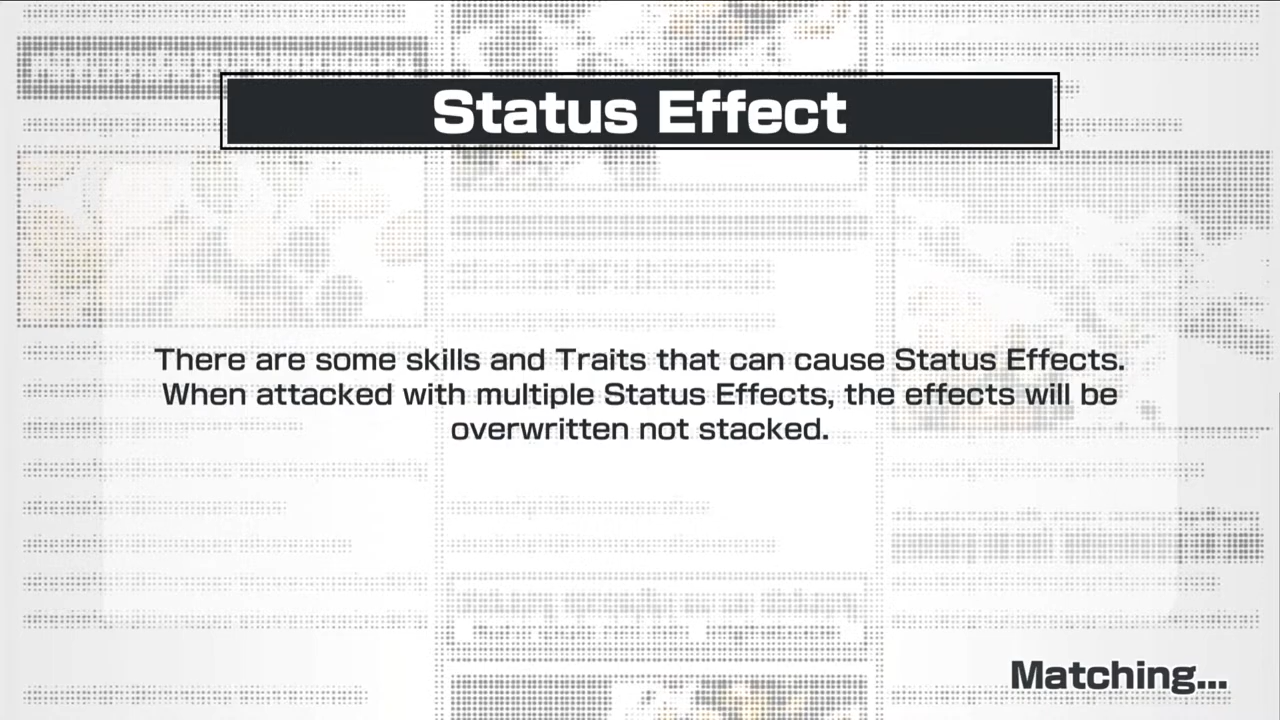 Status Effect
There are some skills and Traits that can cause Status Effects.
When attacked with multiple Status Effects, the effects will be
overwritten not stacked.
Matching...